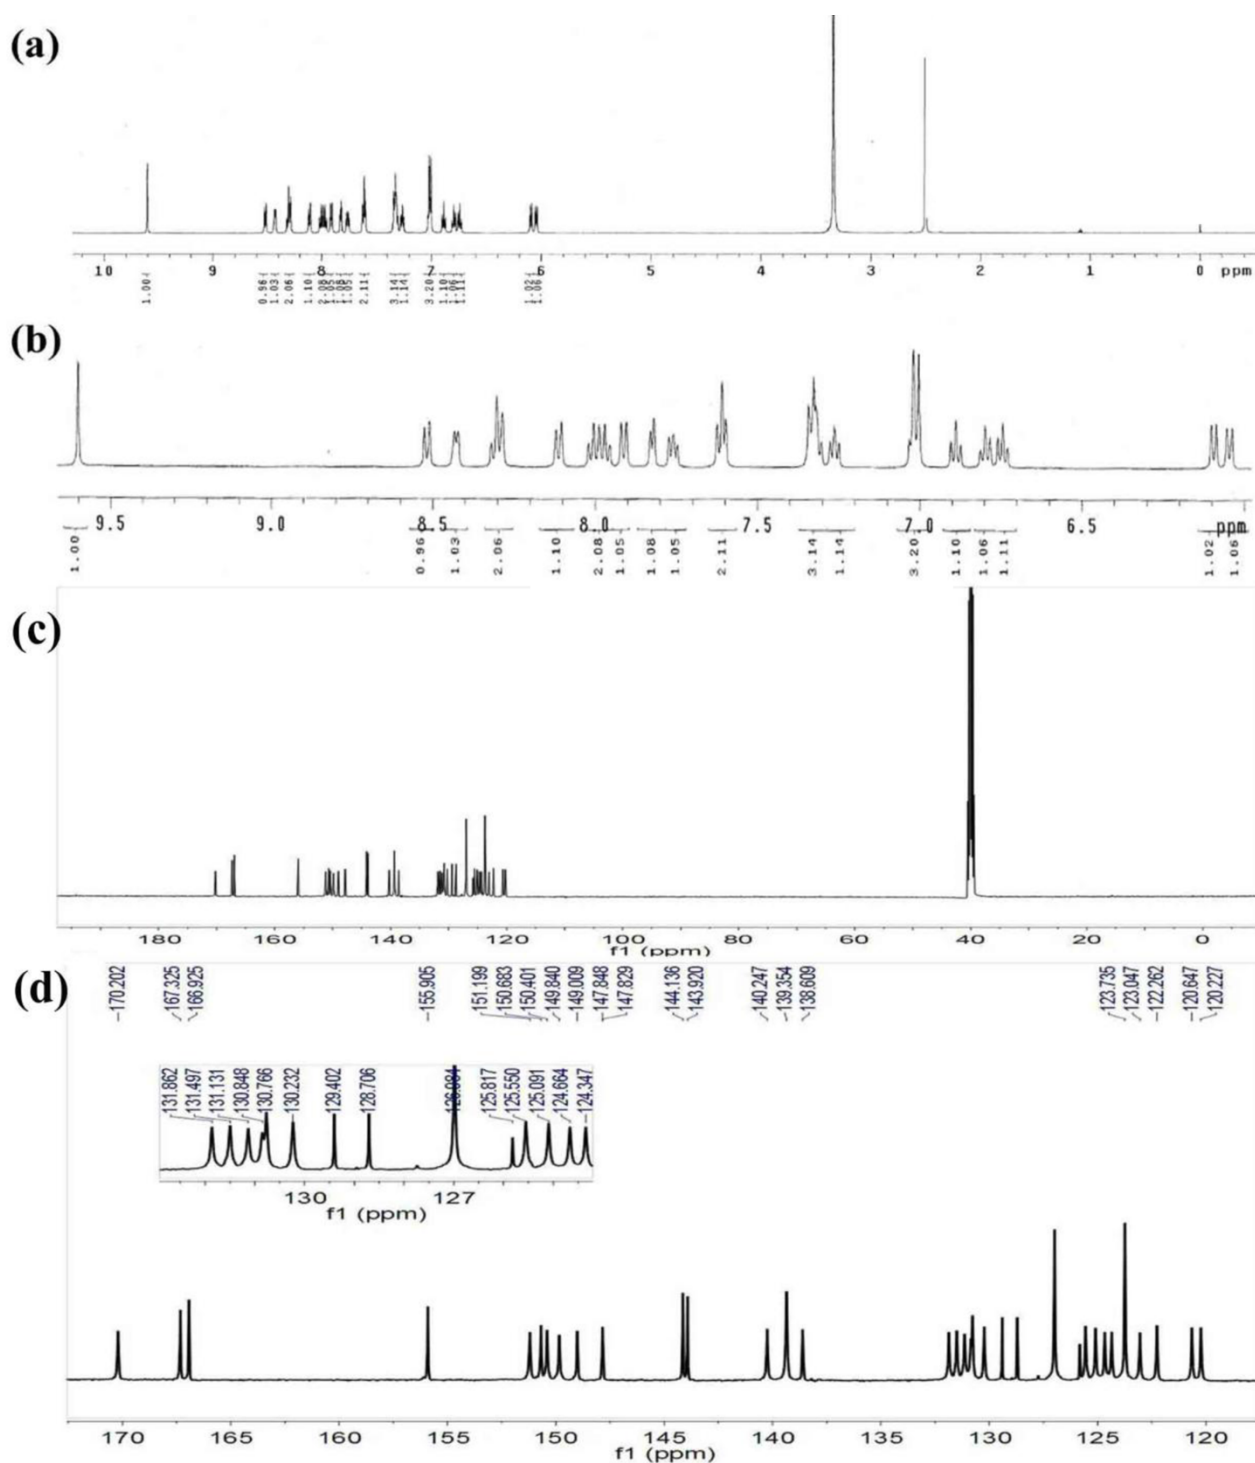 (a)
10 9 8 7 6 5 4 3 2 1 0 ppm
1.00 0.96 1.03 2.06 1.10 2.08 1.05 1.08 1.05 2.11 3.14 1.14 3.20 1.10 1.06 1.11 1.02 1.06
(b)
9.5 9.0 8.5 8.0 7.5 7.0 6.5 ppm
1.00 0.96 1.03 2.06 1.10 2.08 1.05 1.08 1.05 2.11 3.14 1.14 3.20 1.10 1.06 1.11 1.02 1.06
(c)
180 160 140 120 100 80 60 40 20 0
f1 (ppm)
(d)
170.202 167.325 166.925 155.905 151.199 150.683 150.401 149.840 149.009 147.848 147.829 144.136 143.920 140.247 139.354 138.609 123.735 123.047 122.262 120.647 120.227
131.862 131.497 131.131 130.848 130.766 130.232 129.402 128.706 125.817 125.550 125.091 124.664 124.347
130 127
f1 (ppm)
170 165 160 155 150 145 140 135 130 125 120
f1 (ppm)